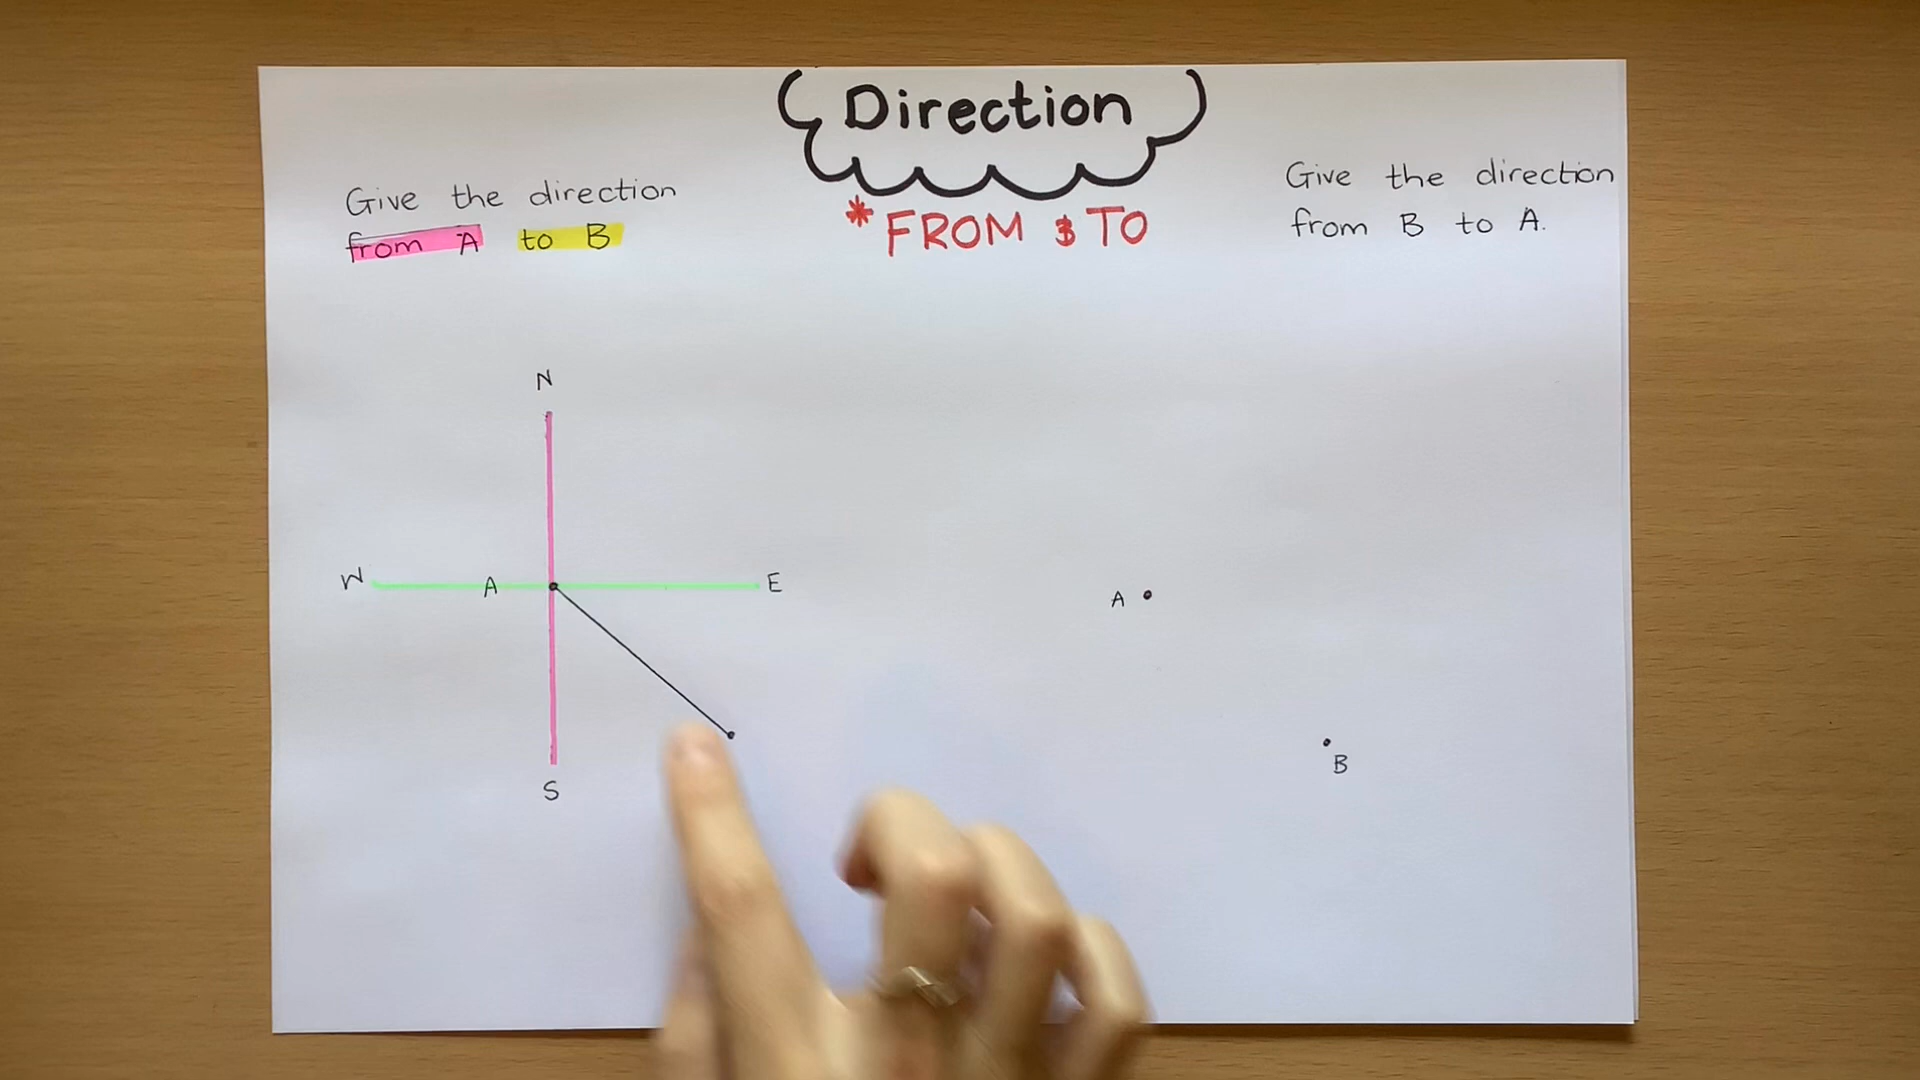 Direction
*FROM & TO
Give the direction
from A to B
N
W
A
E
S
Give the direction
from B to A.
A
B